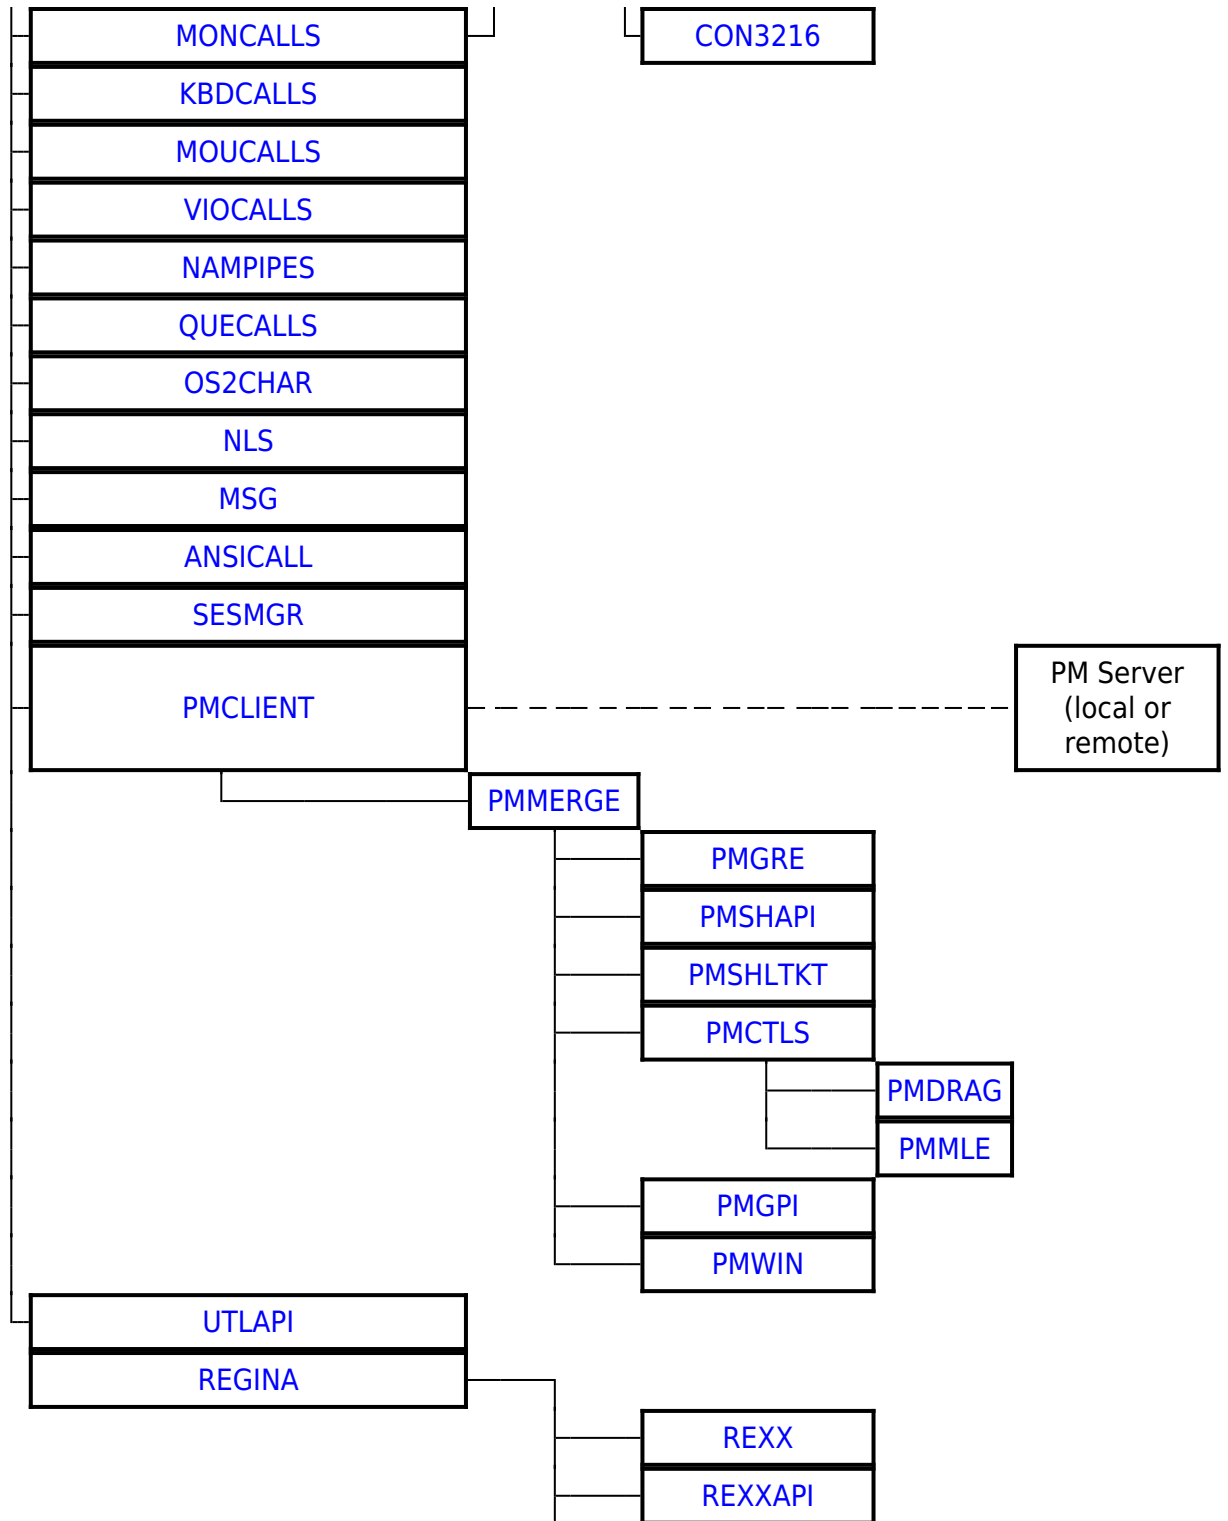 MONCALLS
CON3216
KBDCALLS
MOUCALLS
VIOCALLS
NAMPIPES
QUECALLS
OS2CHAR
NLS
MSG
ANSICALL
SESMGR
PMCLIENT
PM Server
(local or
remote)
PMMERGE
PMGRE
PMSHAPI
PMSHLTKT
PMCTLS
PMDRAG
PMMLE
PMGPI
PMWIN
UTLAPI
REGINA
REXX
REXXAPI